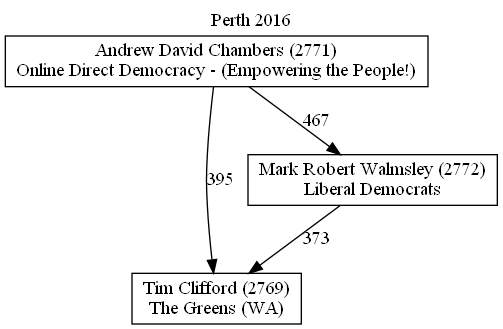 Perth 2016
Andrew David Chambers (2771)
Online Direct Democracy - (Empowering the People!)
467
Mark Robert Walmsley (2772)
Liberal Democrats
395
373
Tim Clifford (2769)
The Greens (WA)